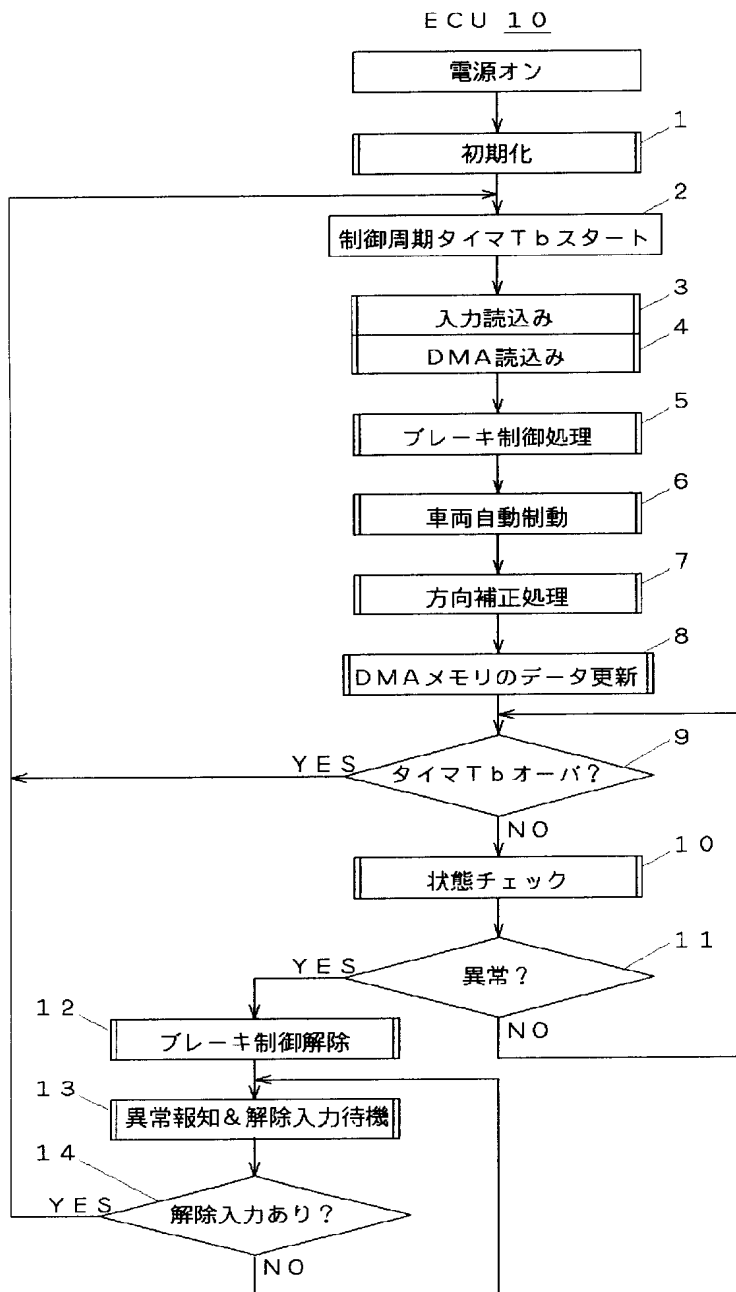 ECU 10
電源オン
1
初期化
2
制御周期タイマTbスタート
3
入力読込み
4
DMA読込み
5
ブレーキ制御処理
6
車両自動制動
7
方向補正処理
8
DMAメモリのデータ更新
9
YES
タイマTbオーバ?
NO
10
状態チェック
11
YES
異常?
NO
12
ブレーキ制御解除
13
異常報知&解除入力待機
14
YES
解除入力あり?
NO